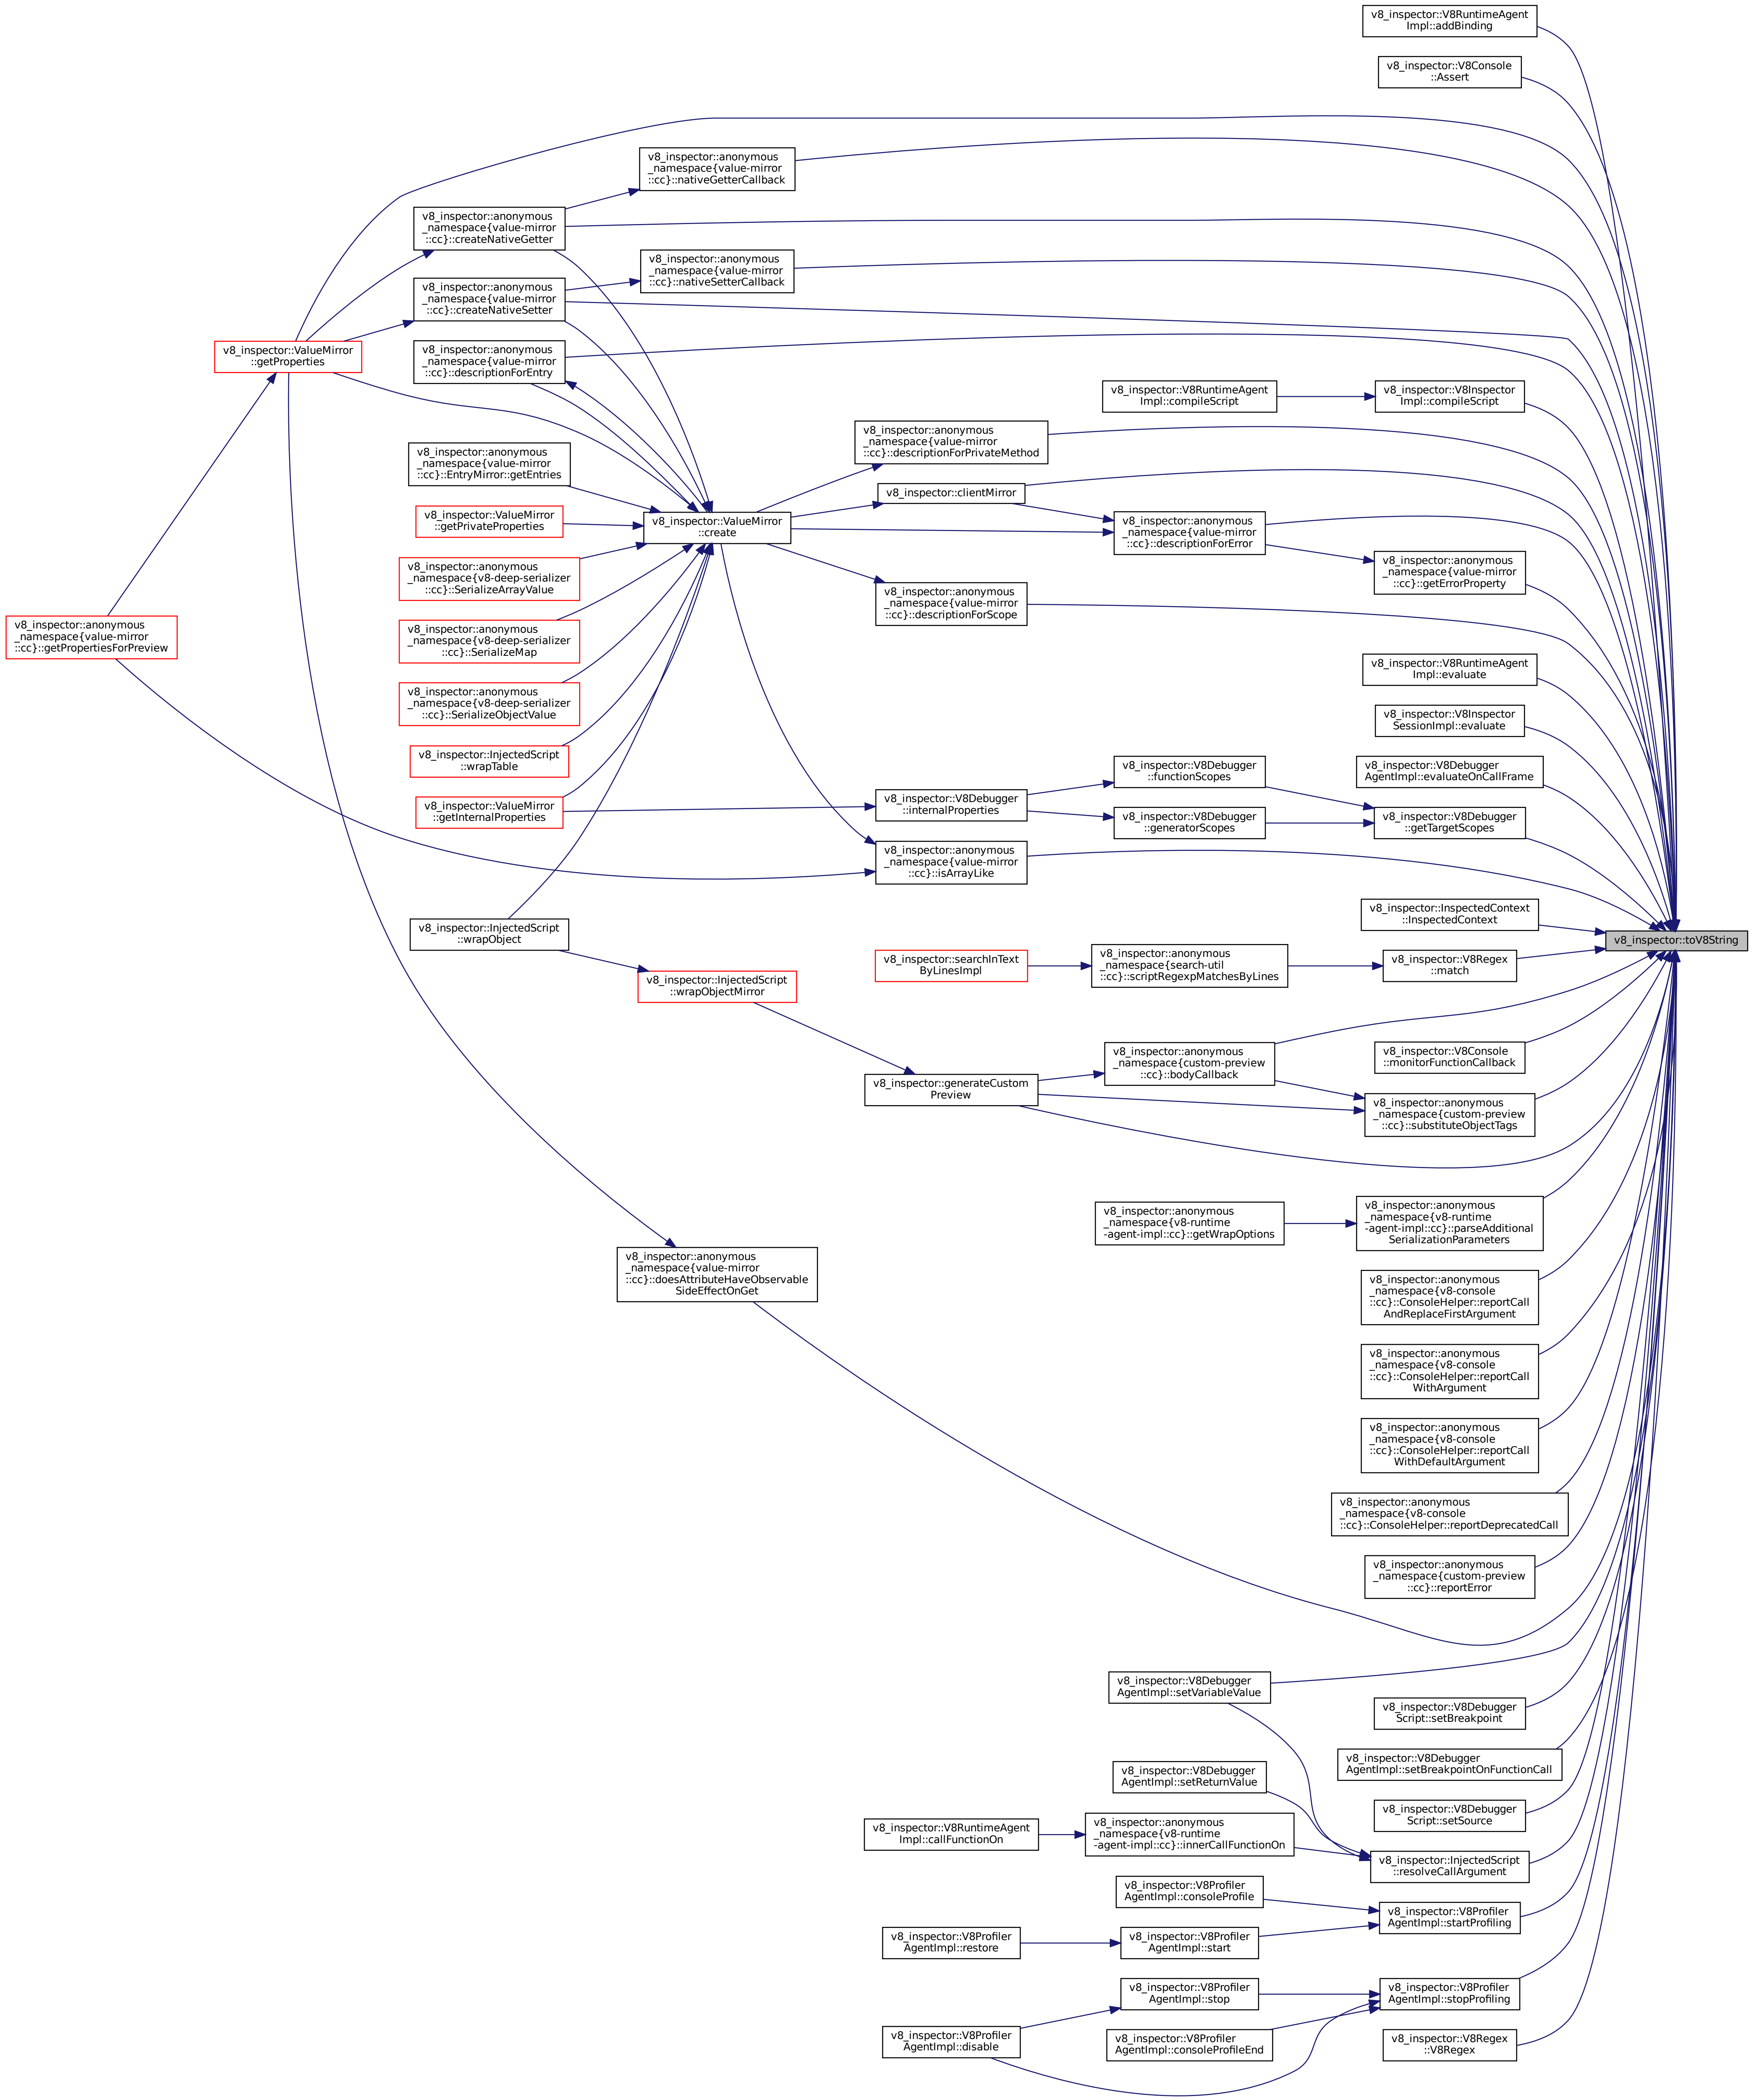 v8_inspector::V8RuntimeAgent
Impl::addBinding
v8_inspector::V8Console
::Assert
v8_inspector::anonymous
_namespace{value-mirror
::cc}::nativeGetterCallback
v8_inspector::anonymous
_namespace{value-mirror
::cc}::createNativeGetter
v8_inspector::anonymous
_namespace{value-mirror
::cc}::nativeSetterCallback
v8_inspector::anonymous
_namespace{value-mirror
::cc}::createNativeSetter
v8_inspector::ValueMirror
::getProperties
v8_inspector::anonymous
_namespace{value-mirror
::cc}::descriptionForEntry
v8_inspector::V8RuntimeAgent
Impl::compileScript
v8_inspector::V8Inspector
Impl::compileScript
v8_inspector::anonymous
_namespace{value-mirror
::cc}::descriptionForPrivateMethod
v8_inspector::anonymous
_namespace{value-mirror
::cc}::EntryMirror::getEntries
v8_inspector::clientMirror
v8_inspector::ValueMirror
::getPrivateProperties
v8_inspector::ValueMirror
::create
v8_inspector::anonymous
_namespace{value-mirror
::cc}::descriptionForError
v8_inspector::anonymous
_namespace{value-mirror
::cc}::getErrorProperty
v8_inspector::anonymous
_namespace{v8-deep-serializer
::cc}::SerializeArrayValue
v8_inspector::anonymous
_namespace{value-mirror
::cc}::descriptionForScope
v8_inspector::anonymous
_namespace{value-mirror
::cc}::getPropertiesForPreview
v8_inspector::anonymous
_namespace{v8-deep-serializer
::cc}::SerializeMap
v8_inspector::V8RuntimeAgent
Impl::evaluate
v8_inspector::anonymous
_namespace{v8-deep-serializer
::cc}::SerializeObjectValue
v8_inspector::V8Inspector
SessionImpl::evaluate
v8_inspector::InjectedScript
::wrapTable
v8_inspector::V8Debugger
::functionScopes
v8_inspector::V8Debugger
AgentImpl::evaluateOnCallFrame
v8_inspector::ValueMirror
::getInternalProperties
v8_inspector::V8Debugger
::internalProperties
v8_inspector::V8Debugger
::generatorScopes
v8_inspector::V8Debugger
::getTargetScopes
v8_inspector::anonymous
_namespace{value-mirror
::cc}::isArrayLike
v8_inspector::InjectedScript
::wrapObject
v8_inspector::InspectedContext
::InspectedContext
v8_inspector::toV8String
v8_inspector::searchInText
ByLinesImpl
v8_inspector::anonymous
_namespace{search-util
::cc}::scriptRegexpMatchesByLines
v8_inspector::V8Regex
::match
v8_inspector::InjectedScript
::wrapObjectMirror
v8_inspector::anonymous
_namespace{custom-preview
::cc}::bodyCallback
v8_inspector::V8Console
::monitorFunctionCallback
v8_inspector::generateCustom
Preview
v8_inspector::anonymous
_namespace{custom-preview
::cc}::substituteObjectTags
v8_inspector::anonymous
_namespace{v8-runtime
-agent-impl::cc}::getWrapOptions
v8_inspector::anonymous
_namespace{v8-runtime
-agent-impl::cc}::parseAdditional
SerializationParameters
v8_inspector::anonymous
_namespace{value-mirror
::cc}::doesAttributeHaveObservable
SideEffectOnGet
v8_inspector::anonymous
_namespace{v8-console
::cc}::ConsoleHelper::reportCall
AndReplaceFirstArgument
v8_inspector::anonymous
_namespace{v8-console
::cc}::ConsoleHelper::reportCall
WithArgument
v8_inspector::anonymous
_namespace{v8-console
::cc}::ConsoleHelper::reportCall
WithDefaultArgument
v8_inspector::anonymous
_namespace{v8-console
::cc}::ConsoleHelper::reportDeprecatedCall
v8_inspector::anonymous
_namespace{custom-preview
::cc}::reportError
v8_inspector::V8Debugger
AgentImpl::setVariableValue
v8_inspector::V8Debugger
Script::setBreakpoint
v8_inspector::V8Debugger
AgentImpl::setBreakpointOnFunctionCall
v8_inspector::V8Debugger
AgentImpl::setReturnValue
v8_inspector::V8Debugger
Script::setSource
v8_inspector::V8RuntimeAgent
Impl::callFunctionOn
v8_inspector::anonymous
_namespace{v8-runtime
-agent-impl::cc}::innerCallFunctionOn
v8_inspector::InjectedScript
::resolveCallArgument
v8_inspector::V8Profiler
AgentImpl::consoleProfile
v8_inspector::V8Profiler
AgentImpl::startProfiling
v8_inspector::V8Profiler
AgentImpl::restore
v8_inspector::V8Profiler
AgentImpl::start
v8_inspector::V8Profiler
AgentImpl::stop
v8_inspector::V8Profiler
AgentImpl::stopProfiling
v8_inspector::V8Profiler
AgentImpl::disable
v8_inspector::V8Profiler
AgentImpl::consoleProfileEnd
v8_inspector::V8Regex
::V8Regex